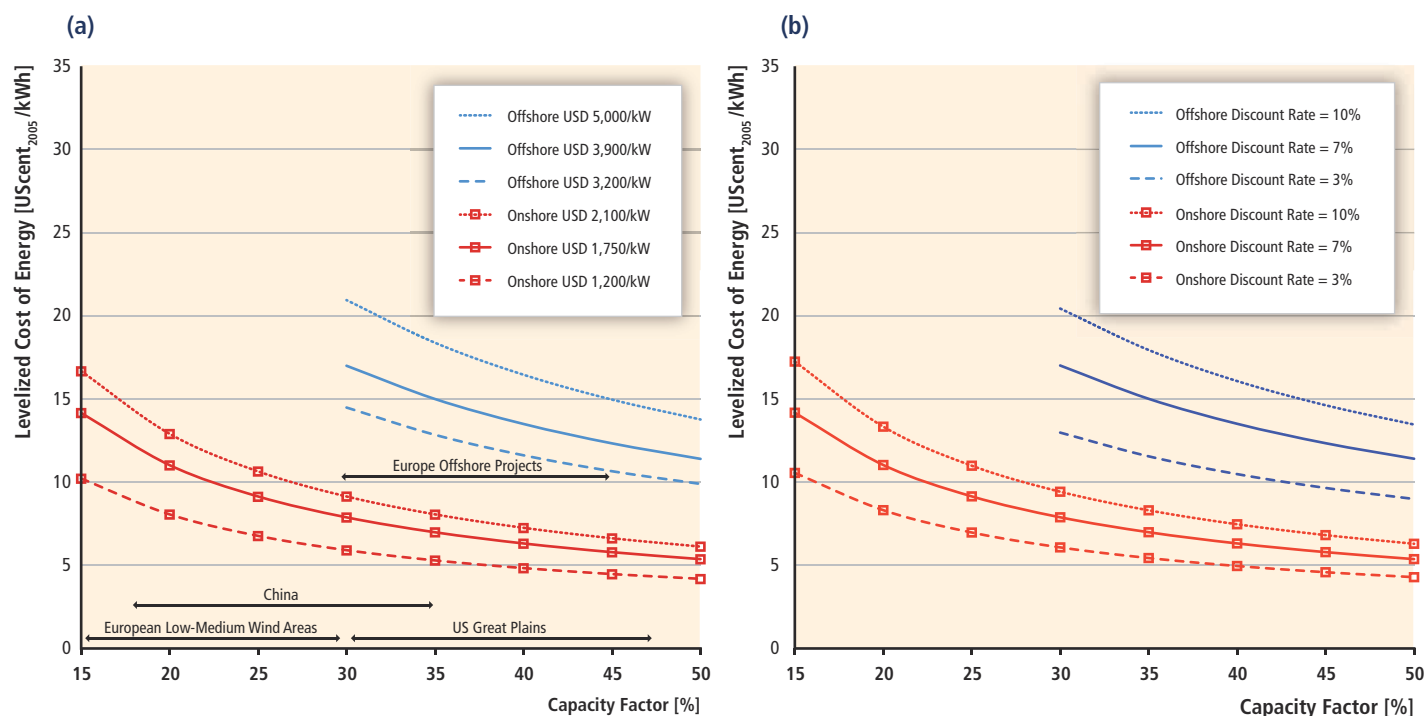 (a)
Levelized Cost of Energy [UScent2005 /kWh]
35
30
25
20
15
10
5
0
Offshore USD 5,000/kW
Offshore USD 3,900/kW
Offshore USD 3,200/kW
Onshore USD 2,100/kW
Onshore USD 1,750/kW
Onshore USD 1,200/kW
Europe Offshore Projects
China
European Low-Medium Wind Areas
US Great Plains
15 20 25 30 35 40 45 50
Capacity Factor [%]
(b)
Levelized Cost of Energy [UScent2005 /kWh]
35
30
25
20
15
10
5
0
Offshore Discount Rate = 10%
Offshore Discount Rate = 7%
Offshore Discount Rate = 3%
Onshore Discount Rate = 10%
Onshore Discount Rate = 7%
Onshore Discount Rate = 3%
15 20 25 30 35 40 45 50
Capacity Factor [%]